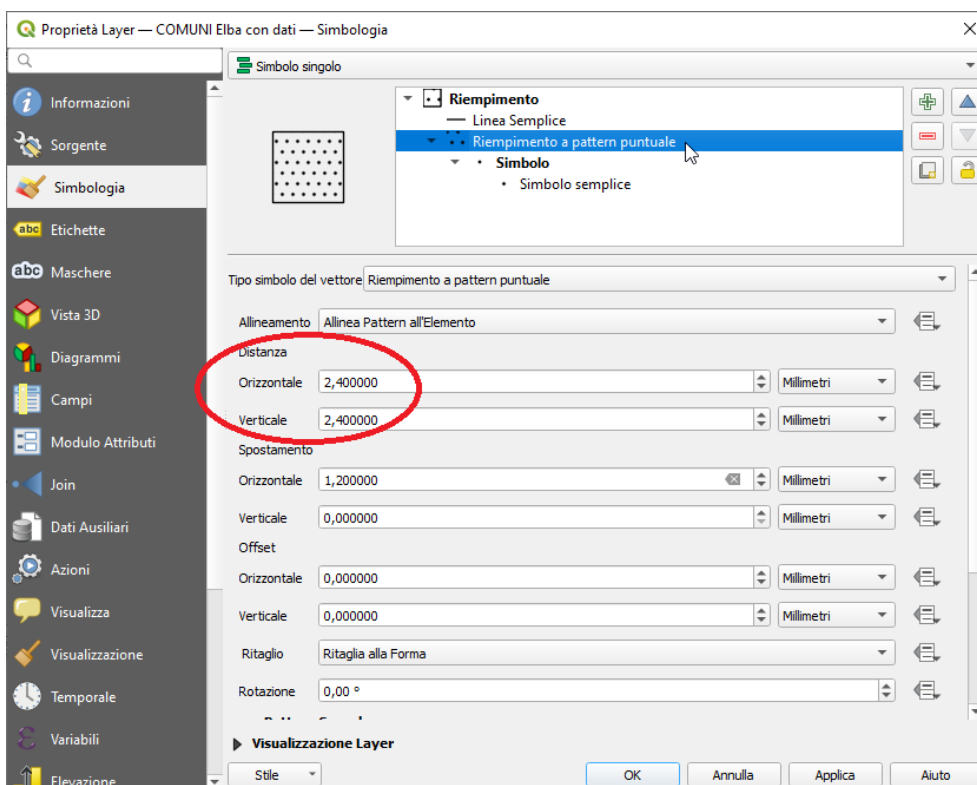 Proprietà Layer — COMUNI Elba con dati — Simbologia
Simbolo singolo
Informazioni
Sorgente
Simbologia
abc Etichette
abc Maschere
Vista 3D
Diagrammi
Campi
Modulo Attributi
Join
Dati Ausiliari
Azioni
Visualizza
Visualizzazione
Temporale
Variabili
Elevazione
Riempimento
Linea Semplice
Riempimento a pattern puntuale
Simbolo
Simbolo semplice
Tipo simbolo del vettore Riempimento a pattern puntuale
Allineamento Allinea Pattern all'Elemento
Distanza
Orizzontale 2,400000 Millimetri
Verticale 2,400000 Millimetri
Spostamento
Orizzontale 1,200000 Millimetri
Verticale 0,000000 Millimetri
Offset
Orizzontale 0,000000 Millimetri
Verticale 0,000000 Millimetri
Ritaglio Ritaglia alla Forma
Rotazione 0,00 °
Visualizzazione Layer
Stile OK Annulla Applica Aiuto